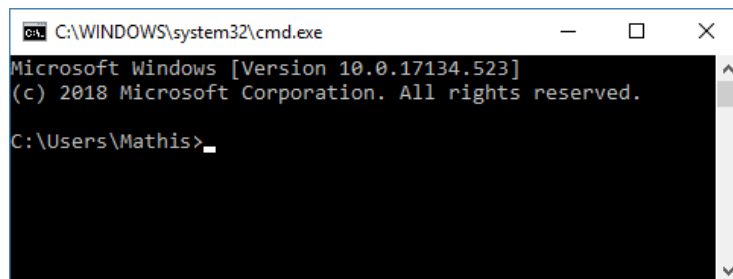 C:\WINDOWS\system32\cmd.exe
Microsoft Windows [Version 10.0.17134.523]
(c) 2018 Microsoft Corporation. All rights reserved.
C:\Users\Mathis>